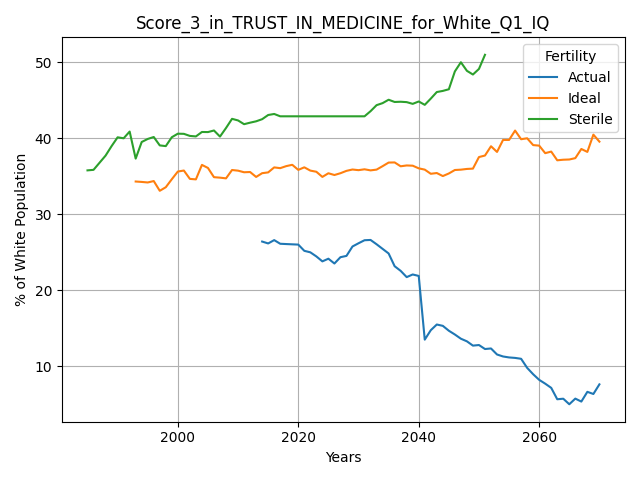 Score_3_in_TRUST_IN_MEDICINE_for_White_Q1_IQ
Fertility
Actual
Ideal
Sterile
% of White Population
50
40
30
20
10
2000 2020 2040 2060
Years